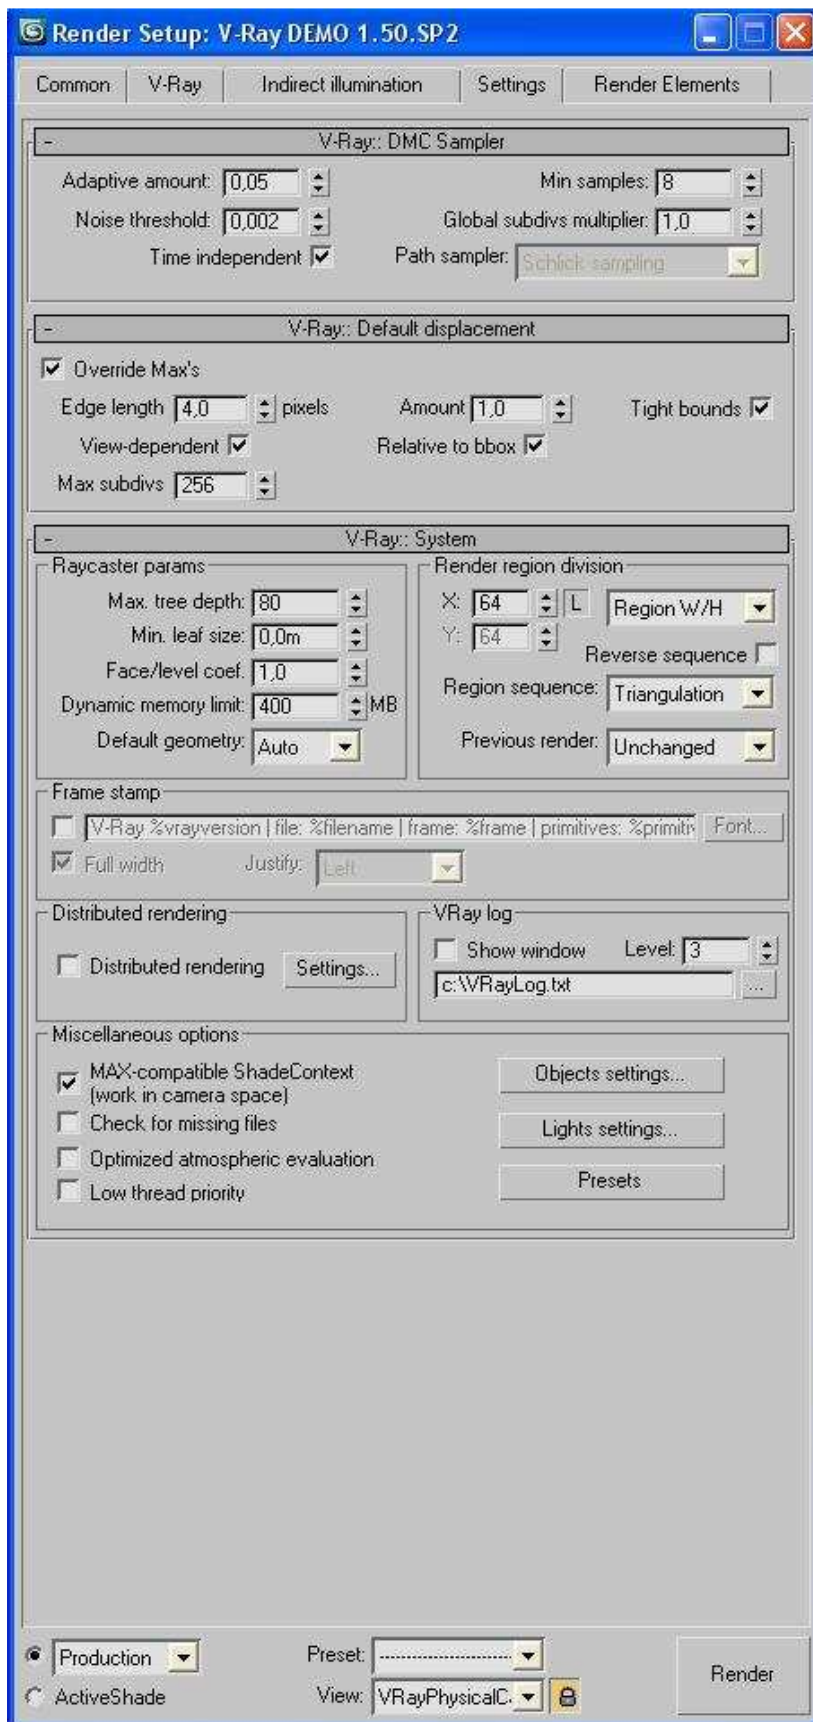 Render Setup: V-Ray DEMO 1.50.SP2
Common V-Ray Indirect illumination Settings Render Elements
- V-Ray:: DMC Sampler
Adaptive amount: 0,05 Min samples: 8
Noise threshold: 0,002 Global subdivs multiplier: 1,0
Time independent Path sampler: Schlick sampling
- V-Ray:: Default displacement
Override Max's
Edge length 4,0 pixels Amount 1,0 Tight bounds
View-dependent Relative to bbox
Max subdivs 256
- V-Ray:: System
Raycaster params Render region division
Max. tree depth: 80 X: 64 L Region W/H
Min. leaf size: 0,0m Y: 64
Face/level coef. 1,0 Reverse sequence
Dynamic memory limit: 400 MB Region sequence: Triangulation
Default geometry: Auto Previous render: Unchanged
Frame stamp
V-Ray %vrayversion | file: %filename | frame: %frame | primitives: %primitiv Font...
Full width Justify: Left
Distributed rendering VRay log
Distributed rendering Settings... Show window Level: 3
c:\VRayLog.txt ...
Miscellaneous options
MAX-compatible ShadeContext
(work in camera space) Objects settings...
Check for missing files Lights settings...
Optimized atmospheric evaluation
Low thread priority Presets
Production Preset: -------------------------
ActiveShade View: VRayPhysicalC Render